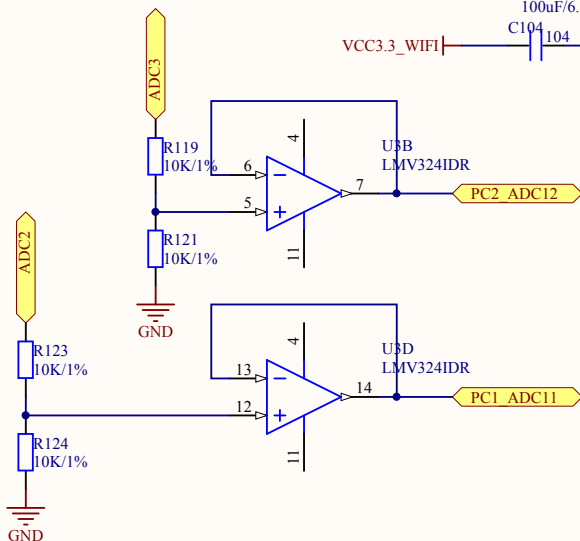 100uF/6.
C104
104
VCC3.3_WIFI
ADC3
R119
10K/1%
4
U3B
LMV324IDR
6
7
5
PC2_ADC12
11
R121
10K/1%
GND
ADC2
R123
10K/1%
4
U3D
LMV324IDR
13
14
12
PC1_ADC11
11
R124
10K/1%
GND